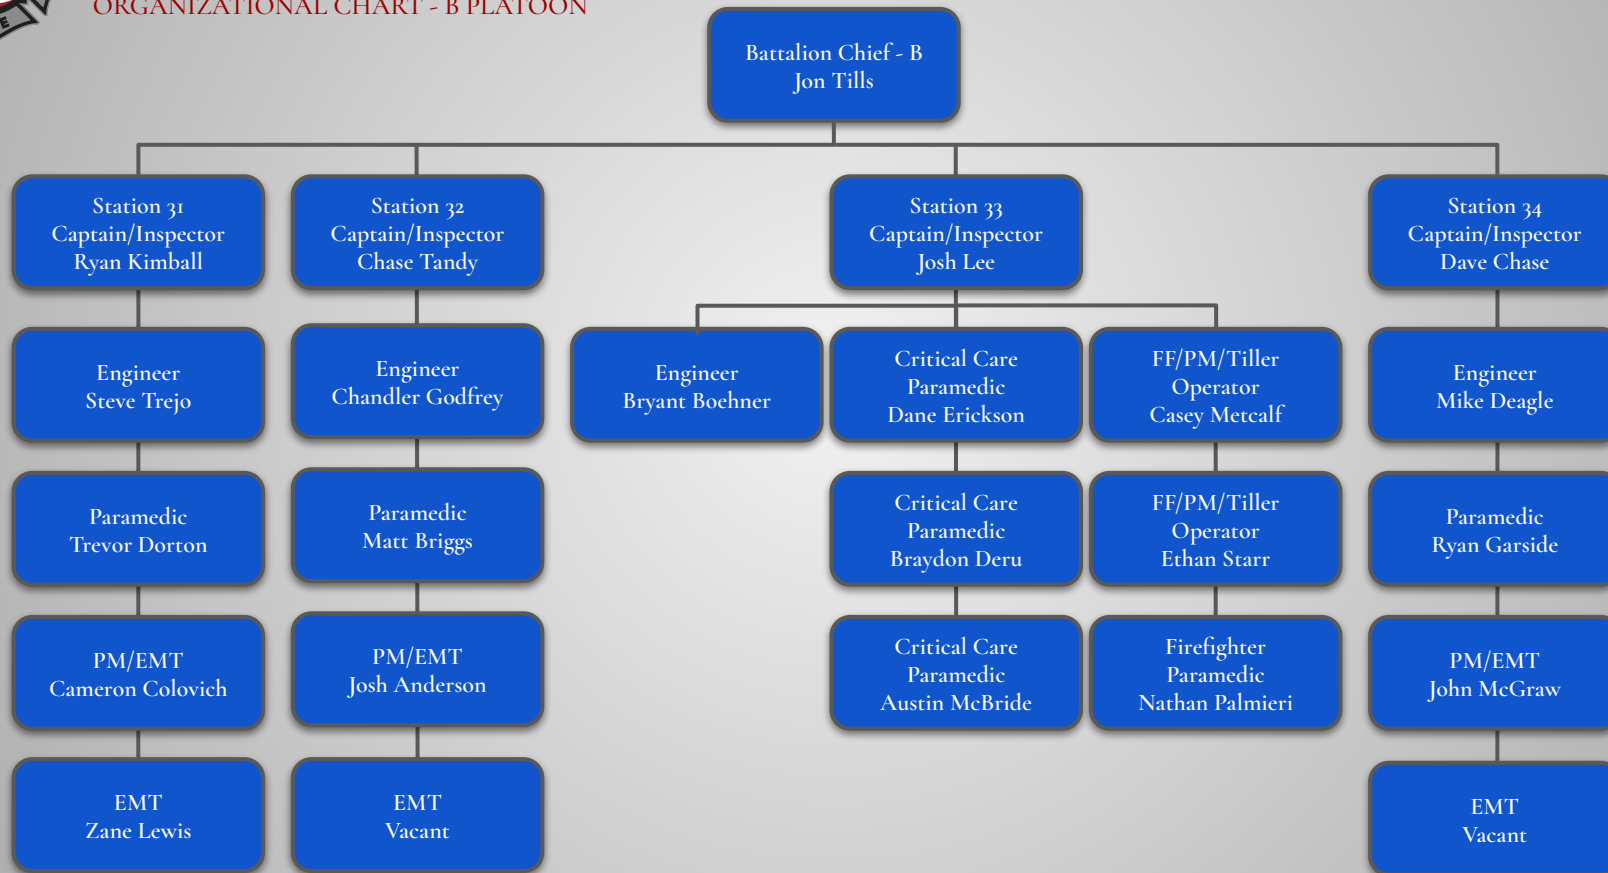 ORGANIZATIONAL CHART - B PLATOON
Battalion Chief - B
Jon Tills
Station 31
Captain/Inspector
Ryan Kimball
Station 32
Captain/Inspector
Chase Tandy
Station 33
Captain/Inspector
Josh Lee
Station 34
Captain/Inspector
Dave Chase
Engineer
Steve Trejo
Engineer
Chandler Godfrey
Engineer
Bryant Boehner
Critical Care
Paramedic
Dane Erickson
FF/PM/Tiller
Operator
Casey Metcalf
Engineer
Mike Deagle
Paramedic
Trevor Dorton
Paramedic
Matt Briggs
Critical Care
Paramedic
Braydon Deru
FF/PM/Tiller
Operator
Ethan Starr
Paramedic
Ryan Garside
PM/EMT
Cameron Colovich
PM/EMT
Josh Anderson
Critical Care
Paramedic
Austin McBride
Firefighter
Paramedic
Nathan Palmieri
PM/EMT
John McGraw
EMT
Zane Lewis
EMT
Vacant
EMT
Vacant